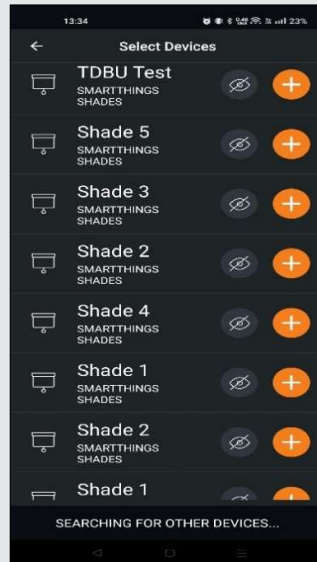 13:34
23%
Select Devices
TDBU Test
SMARTTHINGS
SHADES
Shade 5
SMARTTHINGS
SHADES
Shade 3
SMARTTHINGS
SHADES
Shade 2
SMARTTHINGS
SHADES
Shade 4
SMARTTHINGS
SHADES
Shade 1
SMARTTHINGS
SHADES
Shade 2
SMARTTHINGS
SHADES
Shade 1
SEARCHING FOR OTHER DEVICES...